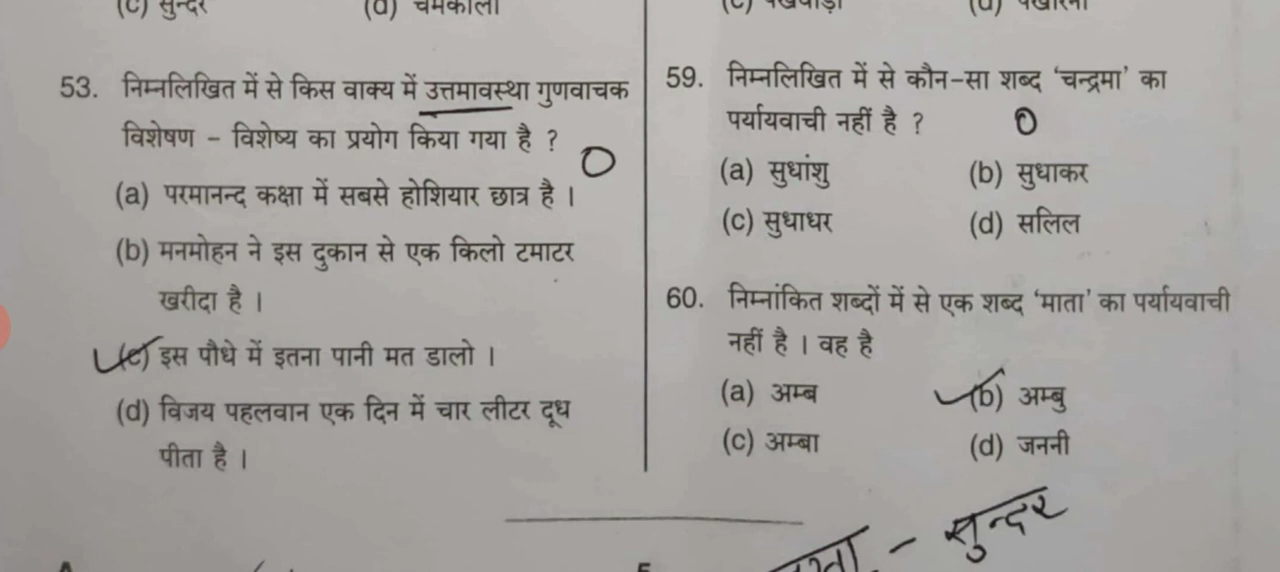 (c) सुन्दर
(d) चमकीली
53. निम्नलिखित में से किस वाक्य में उत्तमावस्था गुणवाचक
विशेषण - विशेष्य का प्रयोग किया गया है ?
(a) परमानन्द कक्षा में सबसे होशियार छात्र है ।
(b) मनमोहन ने इस दुकान से एक किलो टमाटर
खरीदा है ।
(c) इस पौधे में इतना पानी मत डालो ।
(d) विजय पहलवान एक दिन में चार लीटर दूध
पीता है ।
(c)
(d)
59. निम्नलिखित में से कौन-सा शब्द ‘चन्द्रमा’ का
पर्यायवाची नहीं है ?
(a) सुधांशु (b) सुधाकर
(c) सुधाधर (d) सलिल
60. निम्नांकित शब्दों में से एक शब्द ‘माता’ का पर्यायवाची
नहीं है । वह है
(a) अम्ब (b) अम्बु
(c) अम्बा (d) जननी
- सुन्दर